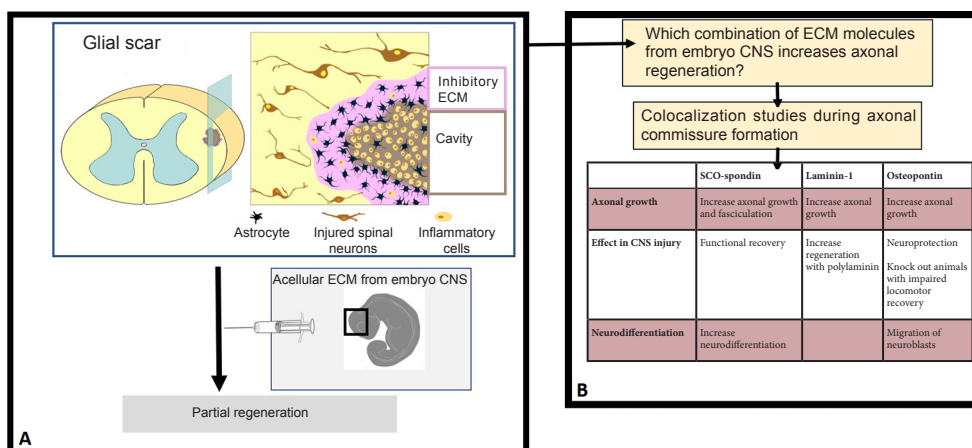 Glial scar
Inhibitory
ECM
Cavity
Astrocyte
Injured spinal
neurons
Inflammatory
cells
Acellular ECM from embryo CNS
Partial regeneration
A
Which combination of ECM molecules
from embryo CNS increases axonal
regeneration?
Colocalization studies during axonal
commissure formation
SCO-spondin Laminin-1 Osteopontin
Axonal growth Increase axonal growth Increase axonal Increase axonal
and fasciculation growth growth
Effect in CNS injury Functional recovery Increase Neuroprotection
regeneration
with polylaminin Knock out animals
with impaired
locomotor
recovery
Neurodifferentiation Increase Migration of
neurodifferentiation neuroblasts
B